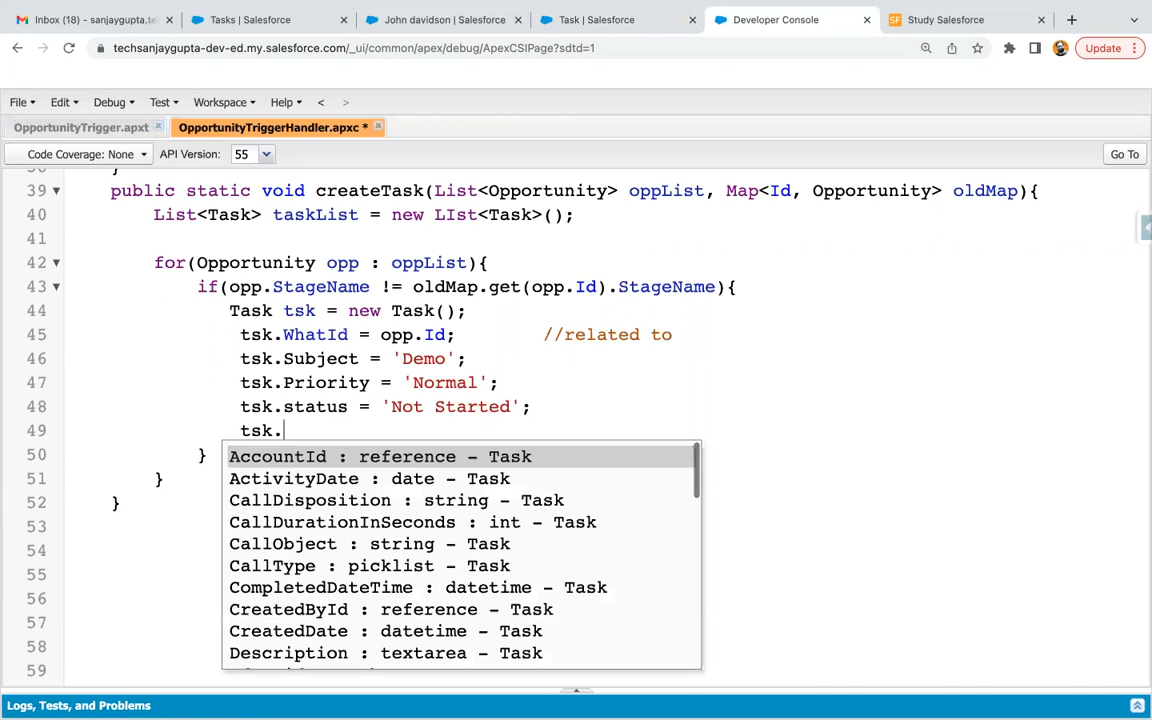 Inbox (18) - sanjaygupta.te
Tasks | Salesforce
John davidson | Salesforce
Task | Salesforce
Developer Console
SF Study Salesforce
techsanjaygupta-dev-ed.my.salesforce.com/_ui/common/apex/debug/ApexCSIPage?sdtd=1
Update
File Edit Debug Test Workspace Help < >
OpportunityTrigger.apxt OpportunityTriggerHandler.apxc *
Code Coverage: None API Version: 55 Go To
39 public static void createTask(List<Opportunity> oppList, Map<Id, Opportunity> oldMap){
40 List<Task> taskList = new LIst<Task>();
41
42 for(Opportunity opp : oppList){
43 if(opp.StageName != oldMap.get(opp.Id).StageName){
44 Task tsk = new Task();
45 tsk.WhatId = opp.Id; //related to
46 tsk.Subject = 'Demo';
47 tsk.Priority = 'Normal';
48 tsk.status = 'Not Started';
49 tsk.
50 }
51 }
52 }
53
54
55
56
57
58
59
AccountId : reference – Task
ActivityDate : date – Task
CallDisposition : string – Task
CallDurationInSeconds : int – Task
CallObject : string – Task
CallType : picklist – Task
CompletedDateTime : datetime – Task
CreatedById : reference – Task
CreatedDate : datetime – Task
Description : textarea – Task
Logs, Tests, and Problems